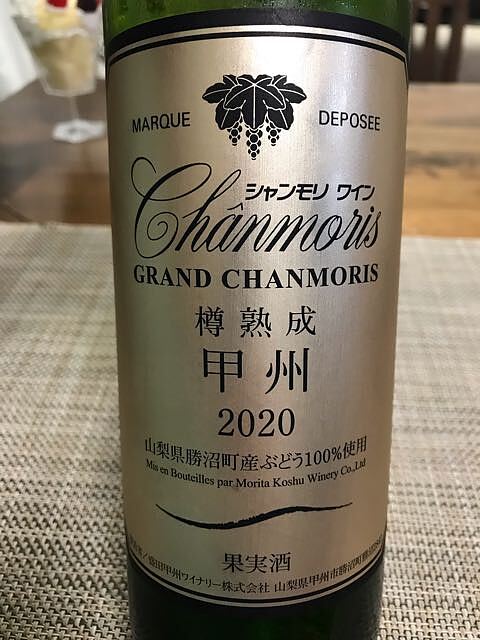 MARQUE DEPOSEE
シャンモリ ワイン
Chanmoris
GRAND CHANMORIS
樽熟成
甲州
2020
山梨県勝沼町産ぶどう100%使用
Mis en Bouteilles par Morita Koshu Winery Co.,Ltd
果実酒
盛田甲州ワイナリー株式会社 山梨県甲州市勝沼町勝沼